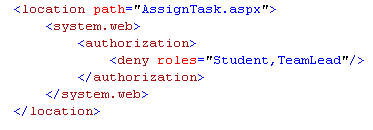 <location path="AssignTask.aspx">
<system.web>
<authorization>
<deny roles="Student,TeamLead"/>
</authorization>
</system.web>
</location>